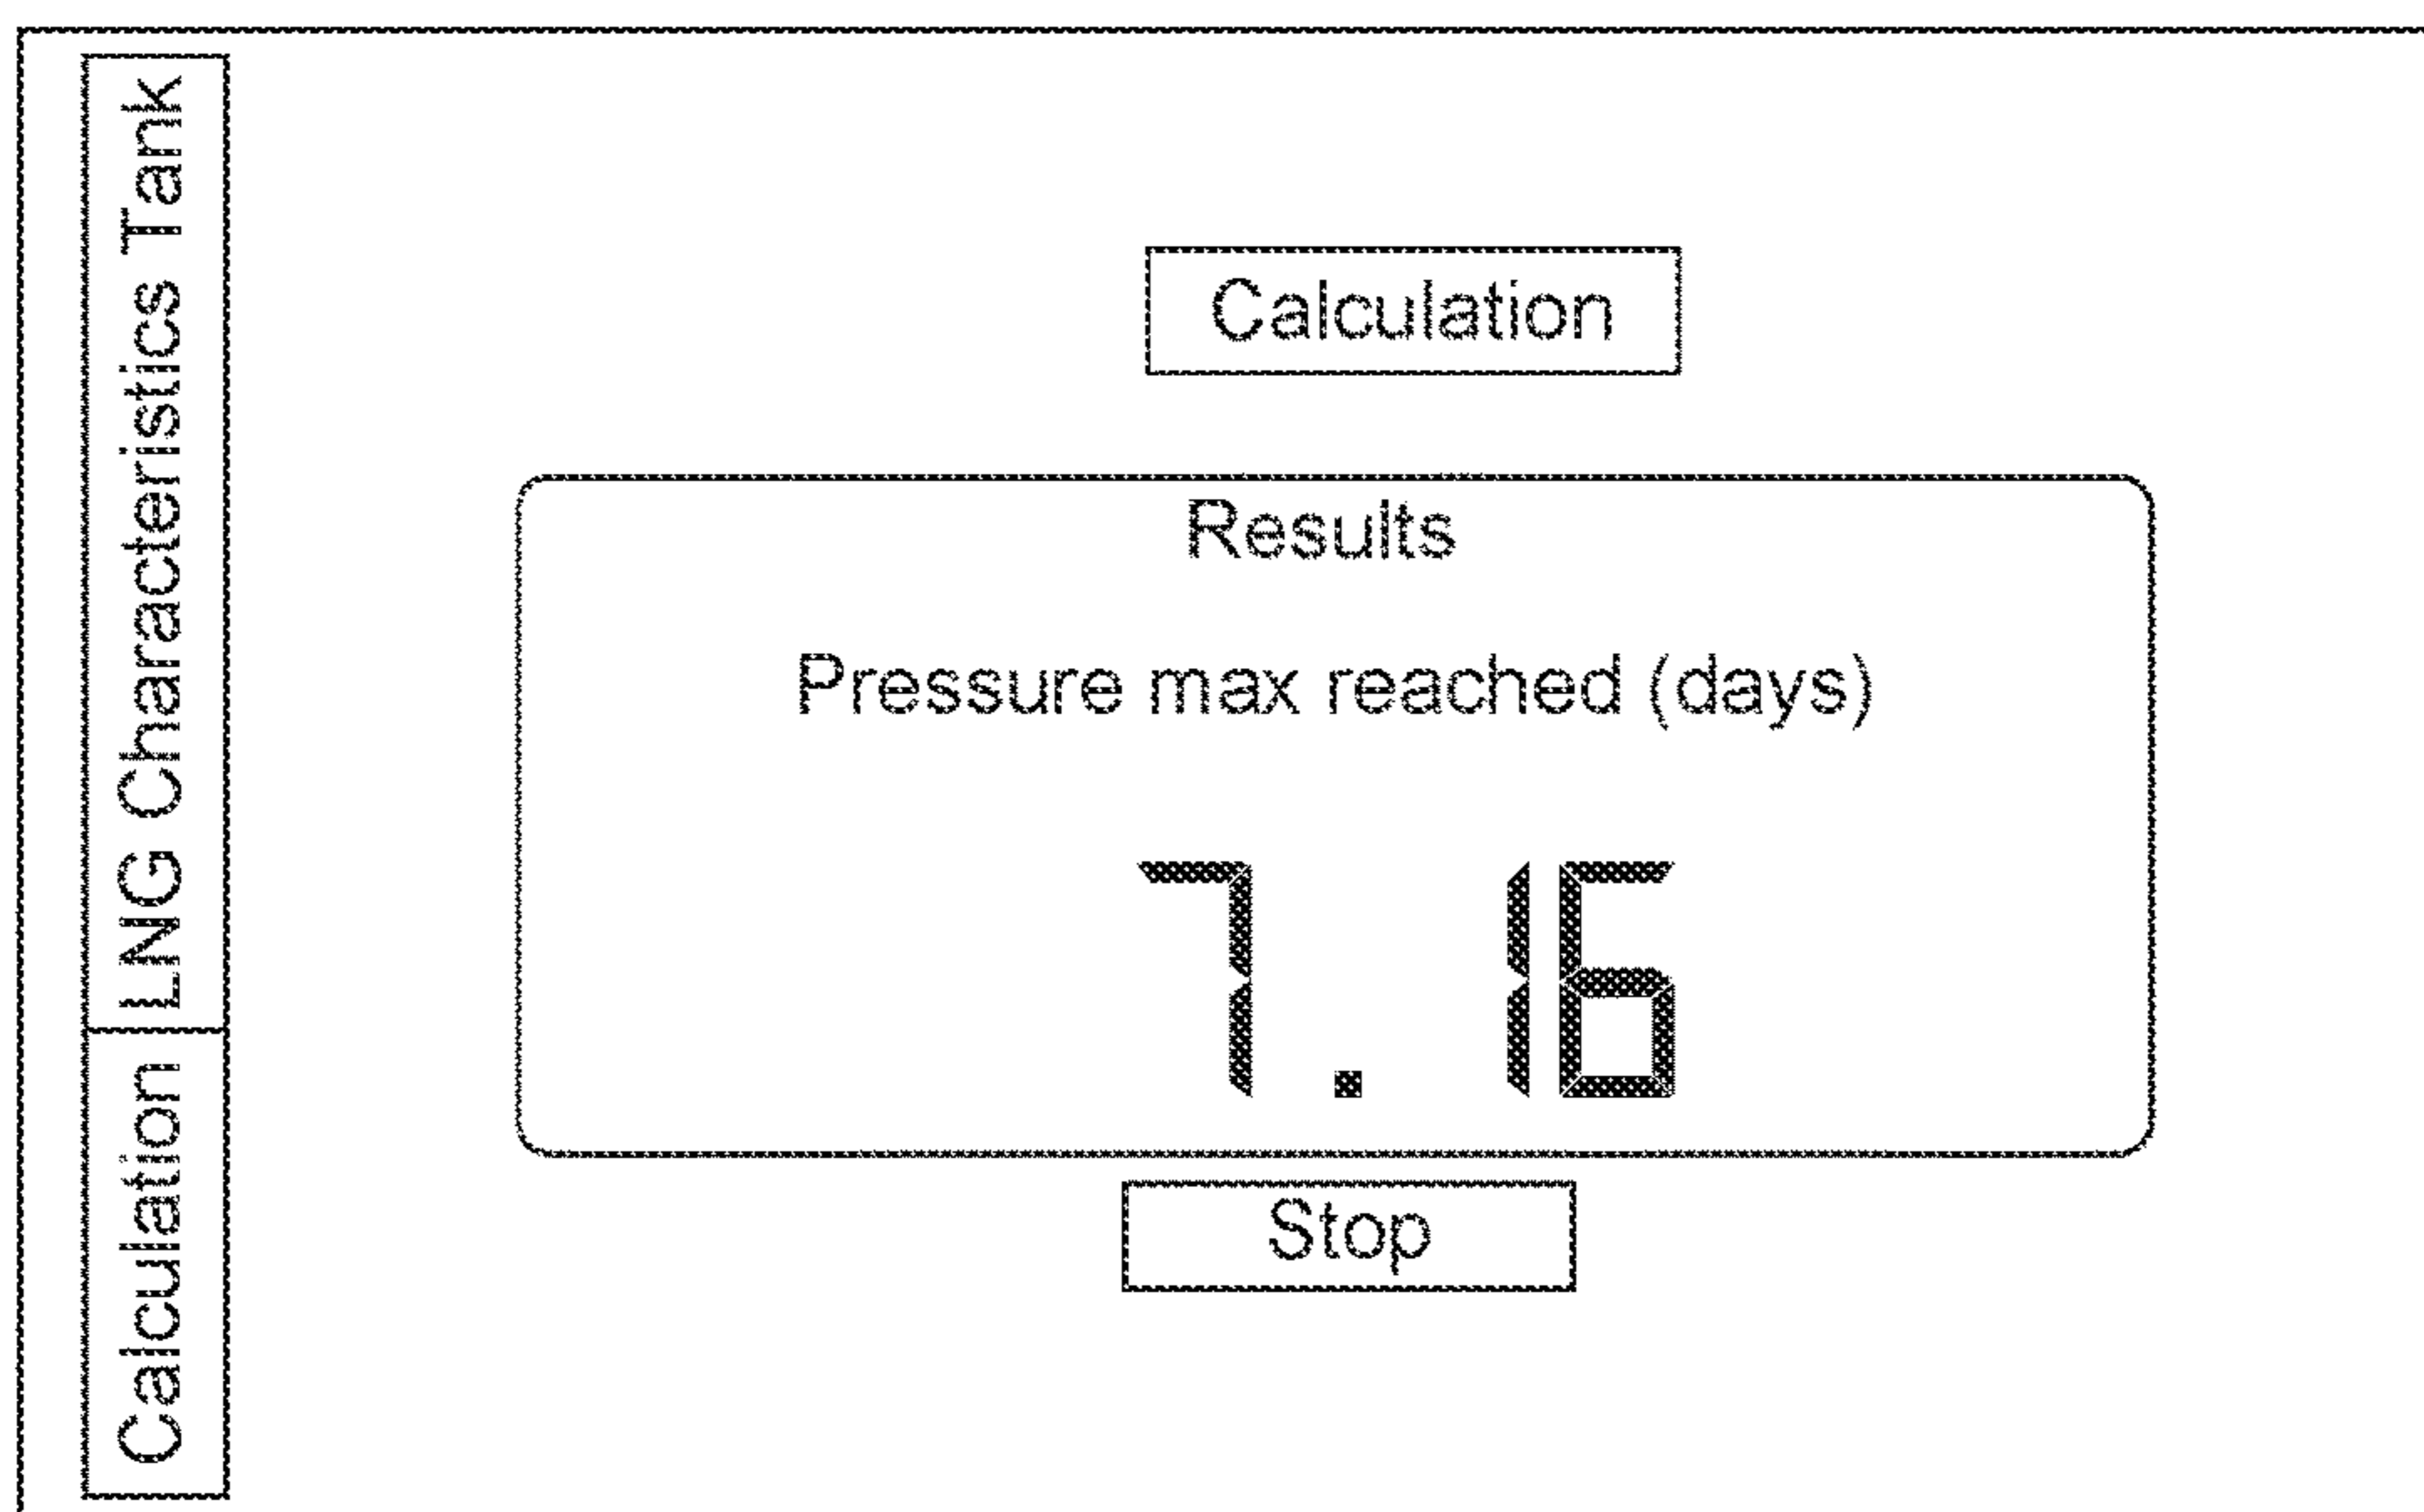 LNG Characteristics Tank
Calculation
Calculation
Results
Pressure max reached (days)
7.16
Stop